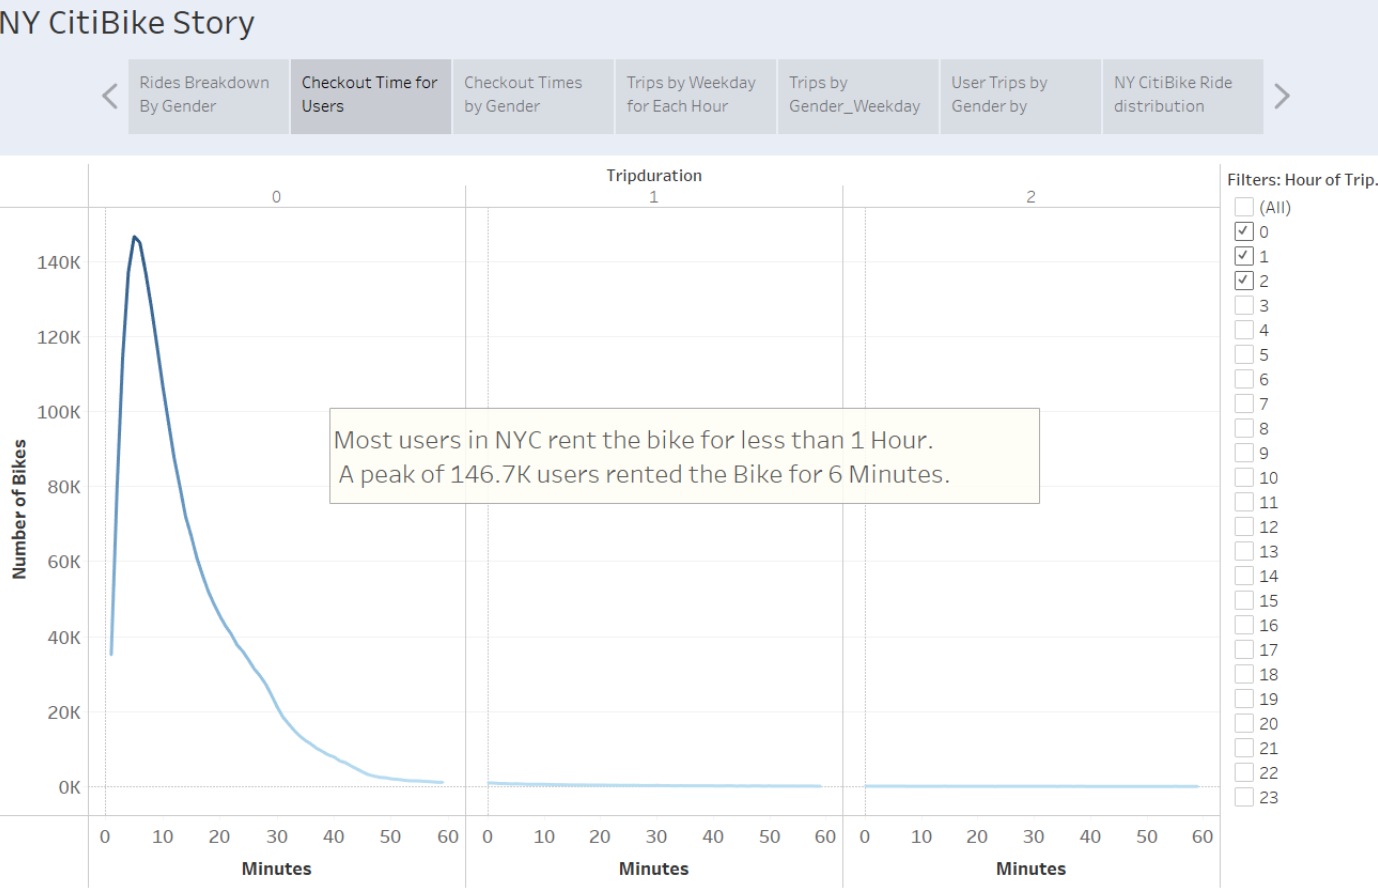 NY CitiBike Story
Rides Breakdown
By Gender
Checkout Time for
Users
Checkout Times
by Gender
Trips by Weekday
for Each Hour
Trips by
Gender_Weekday
User Trips by
Gender by
NY CitiBike Ride
distribution
Tripduration
0
1
2
Filters: Hour of Trip.
(All)
0
1
2
3
4
5
6
7
8
9
10
11
12
13
14
15
16
17
18
19
20
21
22
23
Number of Bikes
140K
120K
100K
80K
60K
40K
20K
0K
Most users in NYC rent the bike for less than 1 Hour.
A peak of 146.7K users rented the Bike for 6 Minutes.
0 10 20 30 40 50 60
0 10 20 30 40 50 60
0 10 20 30 40 50 60
Minutes
Minutes
Minutes